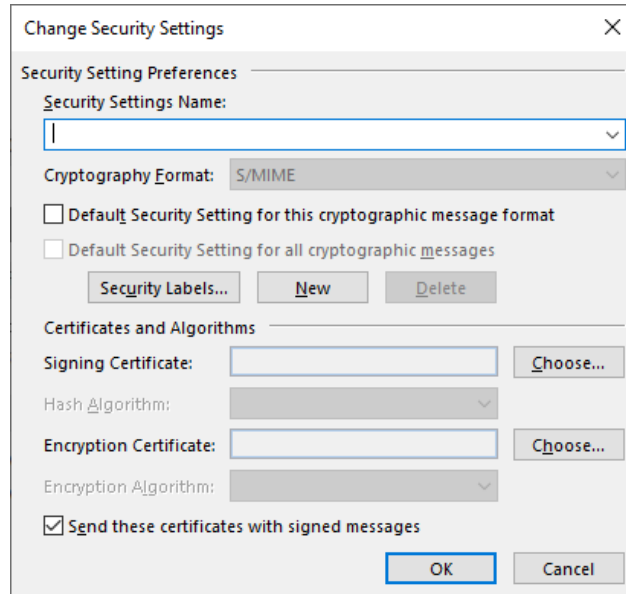 Change Security Settings
Security Setting Preferences
Security Settings Name:
Cryptography Format: S/MIME
Default Security Setting for this cryptographic message format
Default Security Setting for all cryptographic messages
Security Labels... New Delete
Certificates and Algorithms
Signing Certificate: Choose...
Hash Algorithm:
Encryption Certificate: Choose...
Encryption Algorithm:
Send these certificates with signed messages
OK Cancel